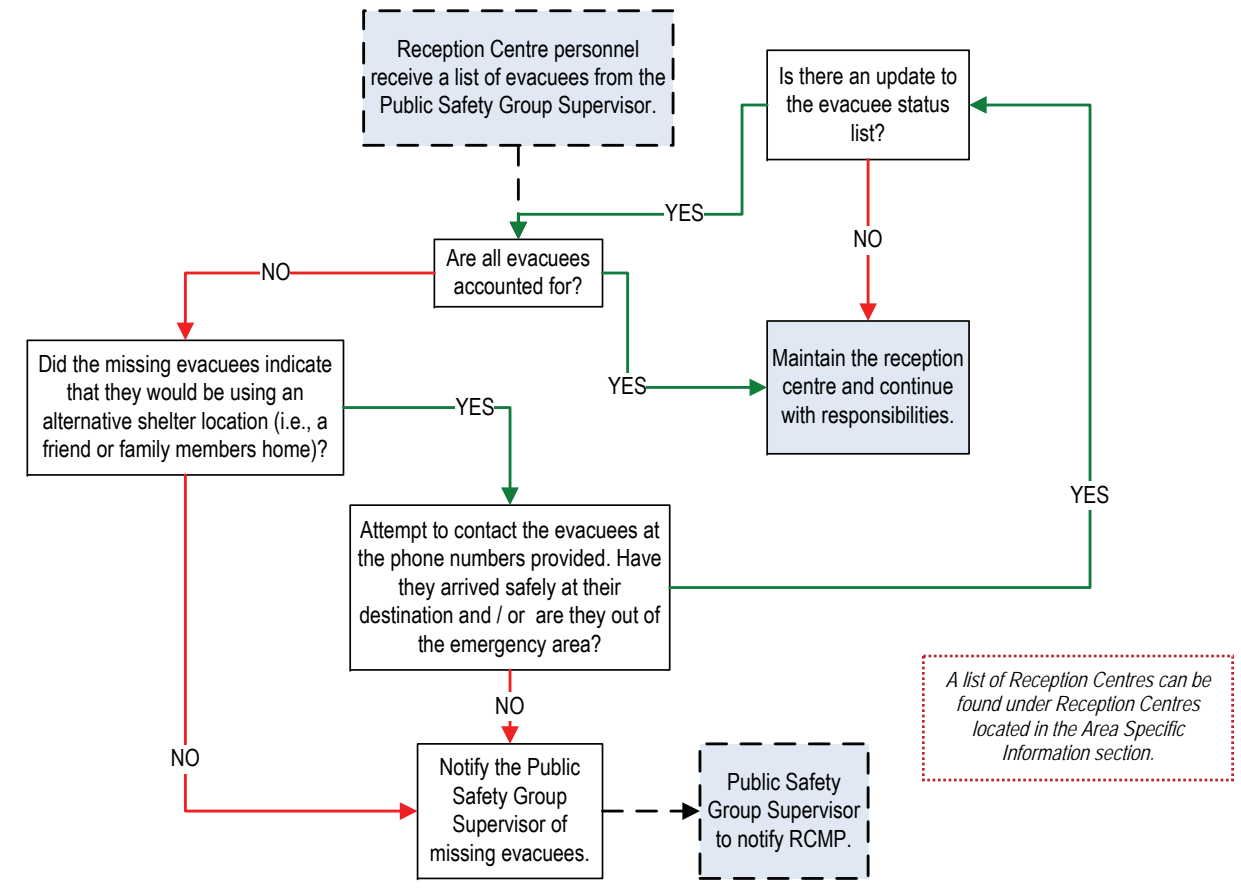 Reception Centre personnel
receive a list of evacuees from the
Public Safety Group Supervisor.
Is there an update to
the evacuee status
list?
YES
NO
Are all evacuees
accounted for?
NO
YES
Maintain the reception
centre and continue
with responsibilities.
Did the missing evacuees indicate
that they would be using an
alternative shelter location (i.e., a
friend or family members home)?
YES
Attempt to contact the evacuees at
the phone numbers provided. Have
they arrived safely at their
destination and / or are they out of
the emergency area?
YES
NO
NO
Notify the Public
Safety Group
Supervisor of
missing evacuees.
Public Safety
Group Supervisor
to notify RCMP.
A list of Reception Centres can be
found under Reception Centres
located in the Area Specific
Information section.